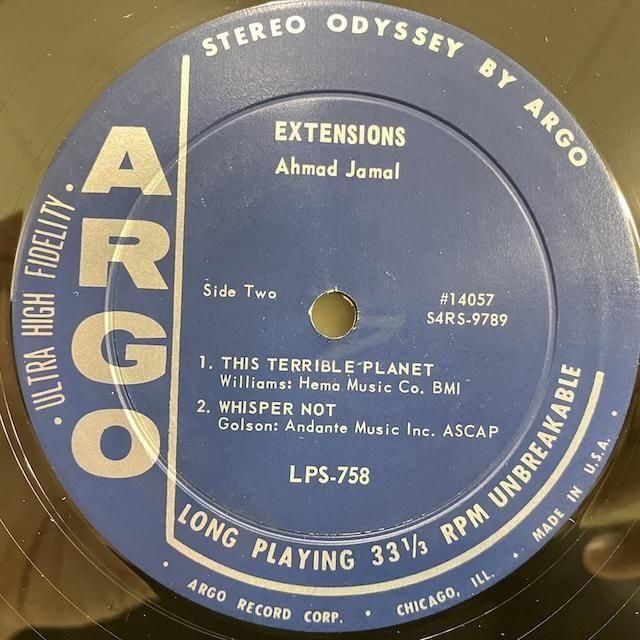 STEREO ODYSSEY BY ARGO
EXTENSIONS
Ahmad Jamal
ARGO
• ULTRA HIGH FIDELITY •
Side Two
#14057
S4RS-9789
1. THIS TERRIBLE PLANET
Williams: Hema Music Co. BMI
2. WHISPER NOT
Golson: Andante Music Inc. ASCAP
LPS-758
LONG PLAYING 33⅓ RPM UNBREAKABLE
• ARGO RECORD CORP. • CHICAGO, ILL. • MADE IN U.S.A. •